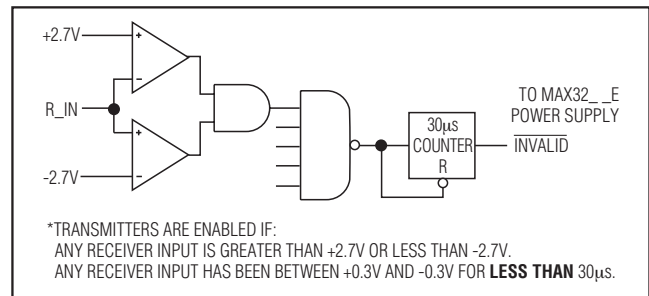 +2.7V
+
-
R_IN
+
-
-2.7V
30µs
COUNTER
R
TO MAX32_ _E
POWER SUPPLY
INVALID
*TRANSMITTERS ARE ENABLED IF:
ANY RECEIVER INPUT IS GREATER THAN +2.7V OR LESS THAN -2.7V.
ANY RECEIVER INPUT HAS BEEN BETWEEN +0.3V AND -0.3V FOR LESS THAN 30µs.